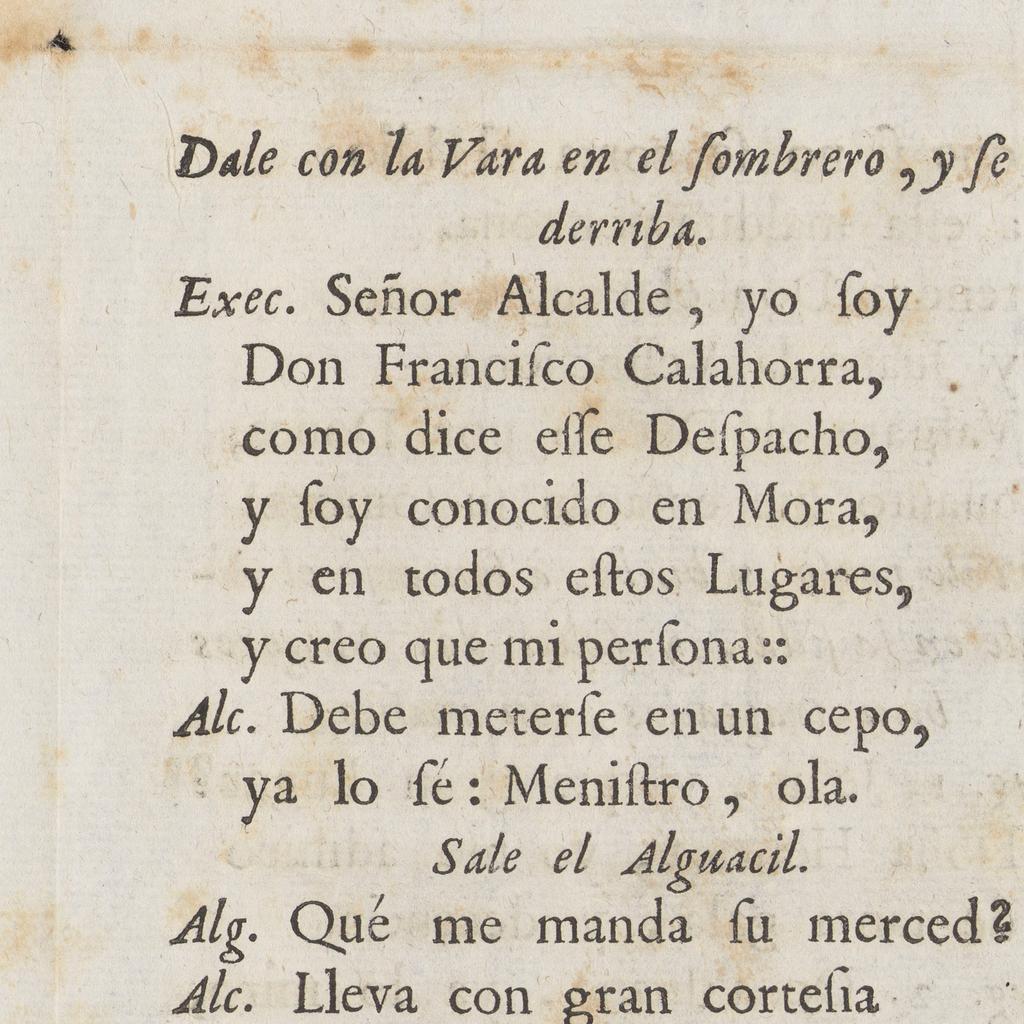 Dale con la Vara en el ſombrero, y ſe
derriba.
Exec. Señor Alcalde, yo ſoy
Don Franciſco Calahorra,
como dice eſſe Deſpacho,
y ſoy conocido en Mora,
y en todos eſtos Lugares,
y creo que mi perſona::
Alc. Debe meterſe en un cepo,
ya lo ſé: Meniſtro, ola.
Sale el Alguacil.
Alg. Qué me manda ſu merced?
Alc. Lleva con gran corteſia